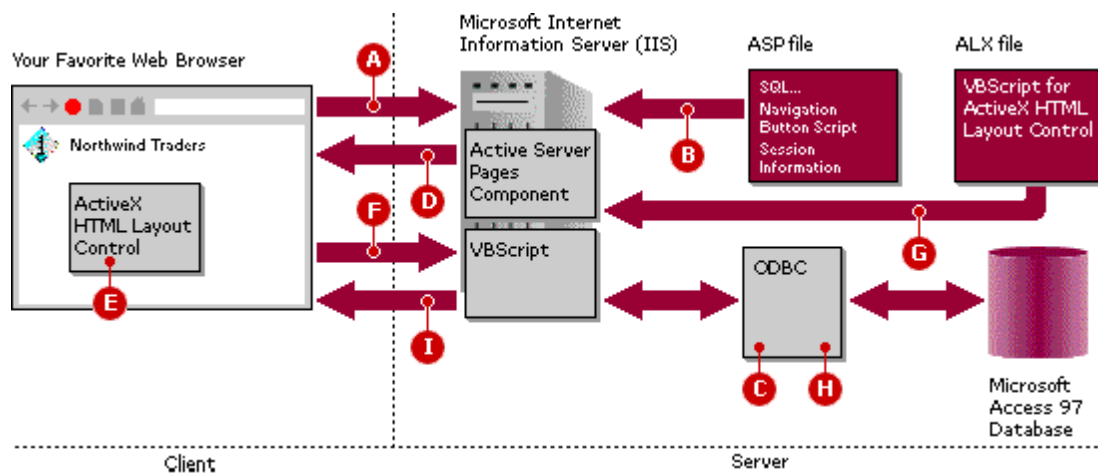 Microsoft Internet
Information Server (IIS)
ASP file
ALX file
Your Favorite Web Browser
A
SQL...
Navigation
Button Script
Session
Information
VBScript for
ActiveX HTML
Layout Control
B
Northwind Traders
Active Server
Pages
Component
D
ActiveX
HTML Layout
Control
F
G
E
VBScript
ODBC
I
C
H
Microsoft
Access 97
Database
Client
Server